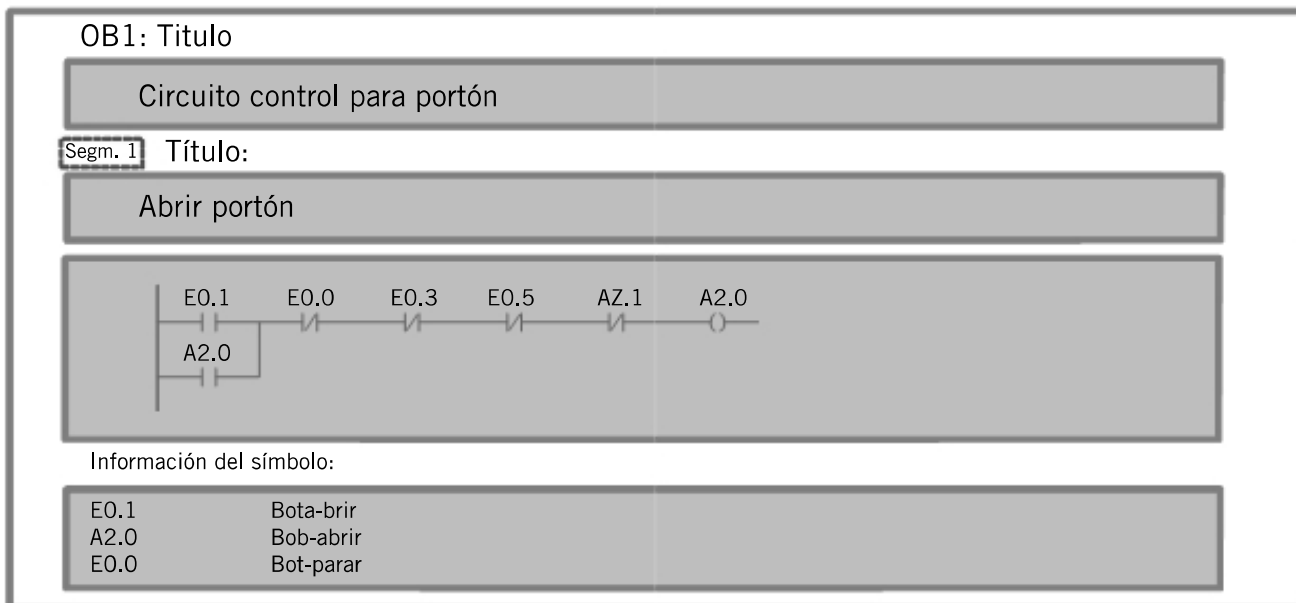 OB1: Titulo
Circuito control para portón
Segm. 1 Título:
Abrir portón
E0.1 E0.0 E0.3 E0.5 AZ.1 A2.0
A2.0
Información del símbolo:
E0.1 Bota-brir
A2.0 Bob-abrir
E0.0 Bot-parar